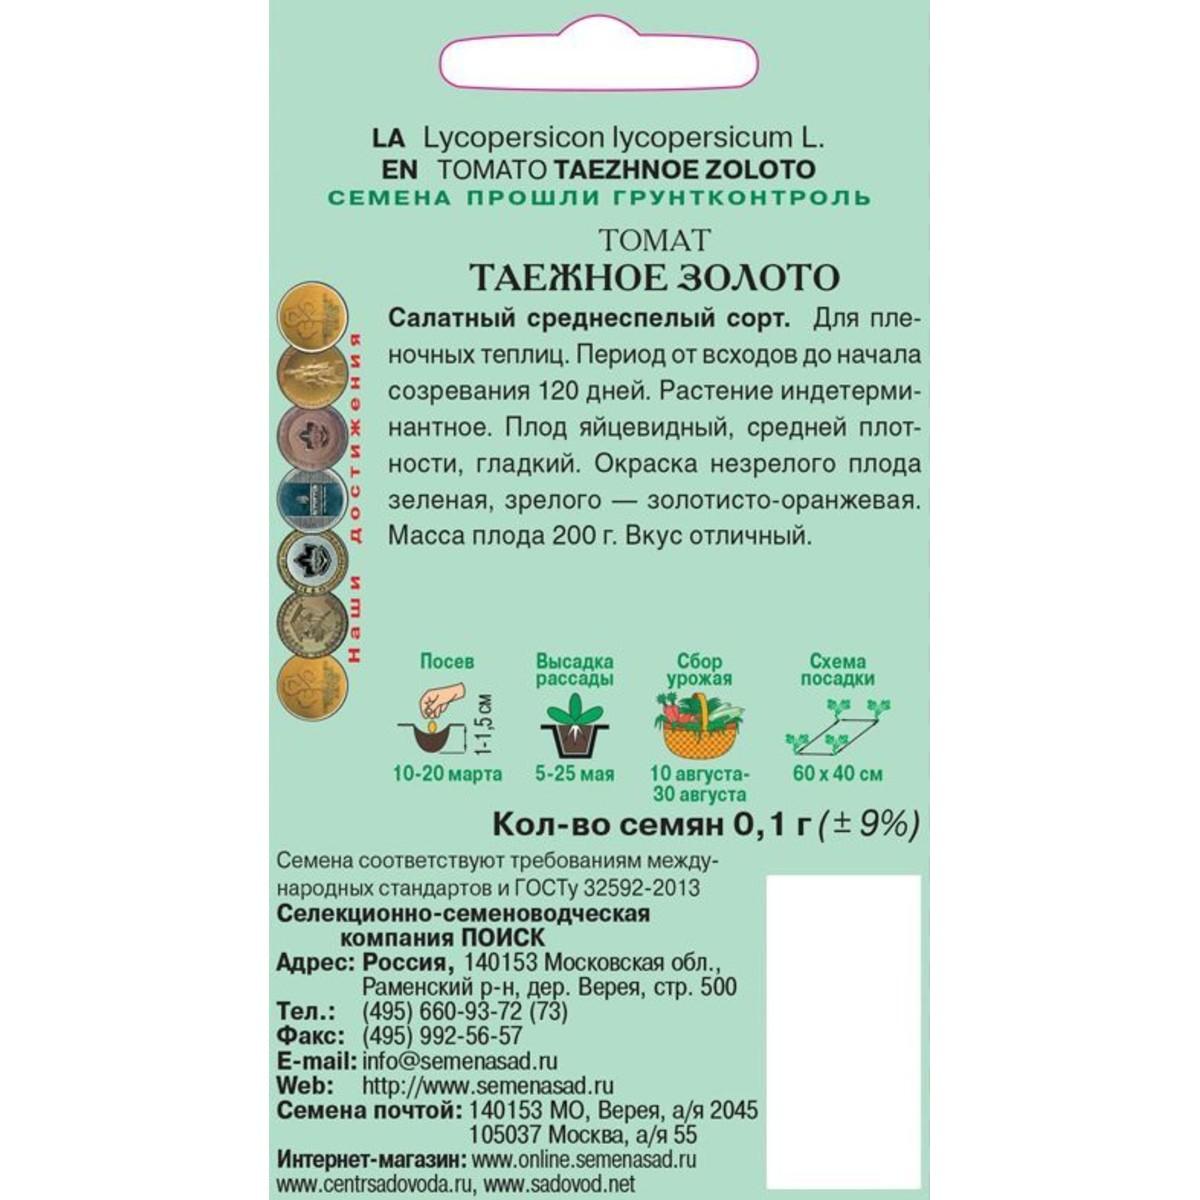 LA Lycopersicon lycopersicum L.
EN TOMATO TAEZHNOE ZOLOTO
СЕМЕНА ПРОШЛИ ГРУНТКОНТРОЛЬ
ТОМАТ
ТАЕЖНОЕ ЗОЛОТО
Наши достижения
Салатный среднеспелый сорт. Для пле-
ночных теплиц. Период от всходов до начала
созревания 120 дней. Растение индетерми-
нантное. Плод яйцевидный, средней плот-
ности, гладкий. Окраска незрелого плода
зеленая, зрелого — золотисто-оранжевая.
Масса плода 200 г. Вкус отличный.
Посев
1-1,5 см
10-20 марта
Высадка
рассады
5-25 мая
Сбор
урожая
10 августа-
30 августа
Схема
посадки
60 x 40 см
Кол-во семян 0,1 г (± 9%)
Семена соответствуют требованиям между-
народных стандартов и ГОСТу 32592-2013
Селекционно-семеноводческая
компания ПОИСК
Адрес: Россия, 140153 Московская обл.,
Раменский р-н, дер. Верея, стр. 500
Тел.: (495) 660-93-72 (73)
Факс: (495) 992-56-57
E-mail: info@semenasad.ru
Web: http://www.semenasad.ru
Семена почтой: 140153 МО, Верея, а/я 2045
105037 Москва, а/я 55
Интернет-магазин: www.online.semenasad.ru
www.centrsadovoda.ru, www.sadovod.net